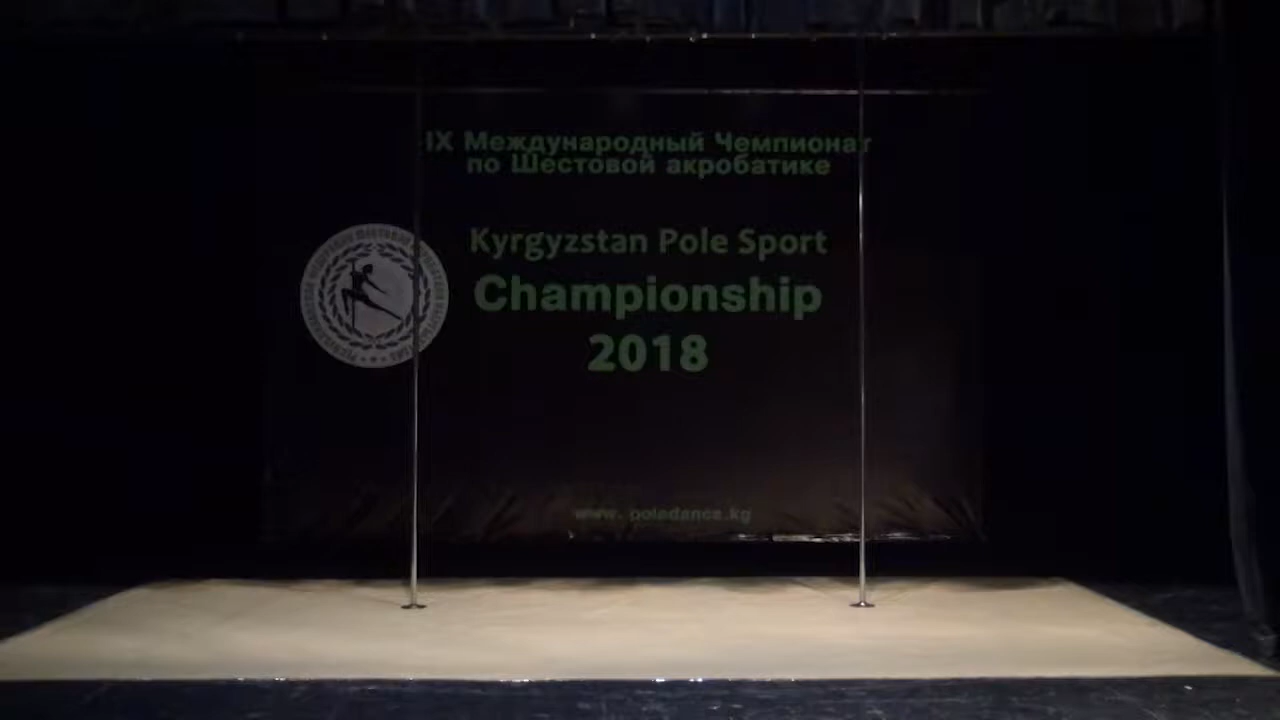 IX Международный Чемпионат
по Шестовой акробатике
Kyrgyzstan Pole Sport
Championship
2018
www. poledance.kg